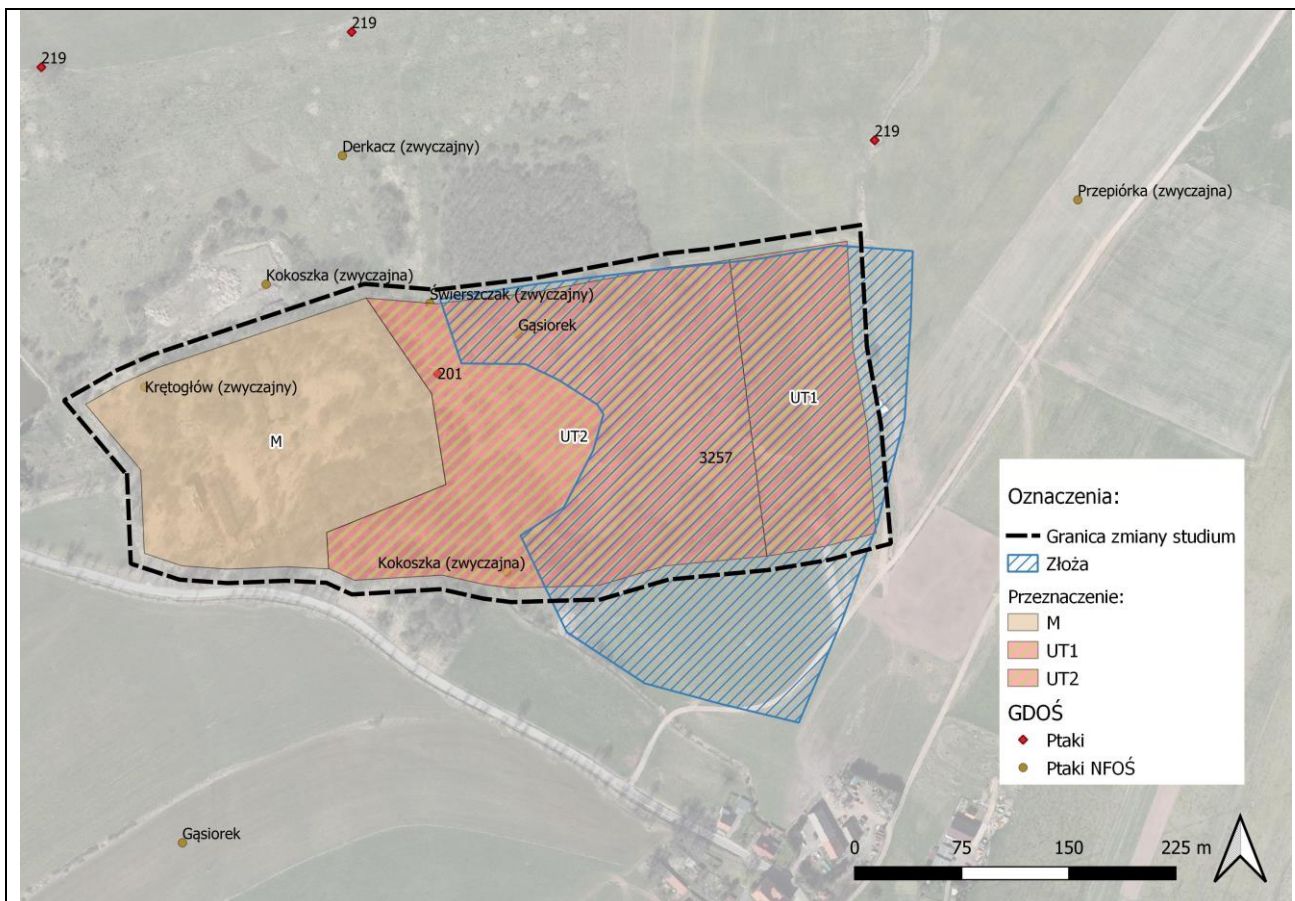 219
219
219
Derkacz (zwyczajny)
Przepiórka (zwyczajna)
Kokoszka (zwyczajna)
Świerszczak (zwyczajny)
Gąsiorek
201
Krętogłów (zwyczajny)
UT1
M
UT2
3257
Kokoszka (zwyczajna)
Gąsiorek
Oznaczenia:
Granica zmiany studium
Złoża
Przeznaczenie:
M
UT1
UT2
GDOŚ
Ptaki
Ptaki NFOŚ
0 75 150 225 m